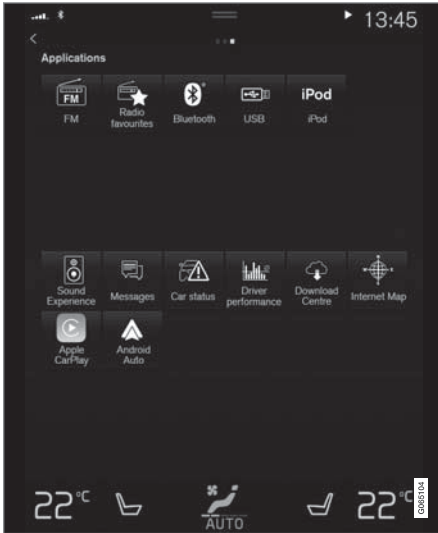 13:45
Applications
FM
iPod
FM
Radio
favourites
Bluetooth
USB
iPod
Sound
Experience
Messages
Car status
Driver
performance
Download
Centre
Internet Map
Apple
CarPlay
Android
Auto
22°C
AUTO
22°C
G065104